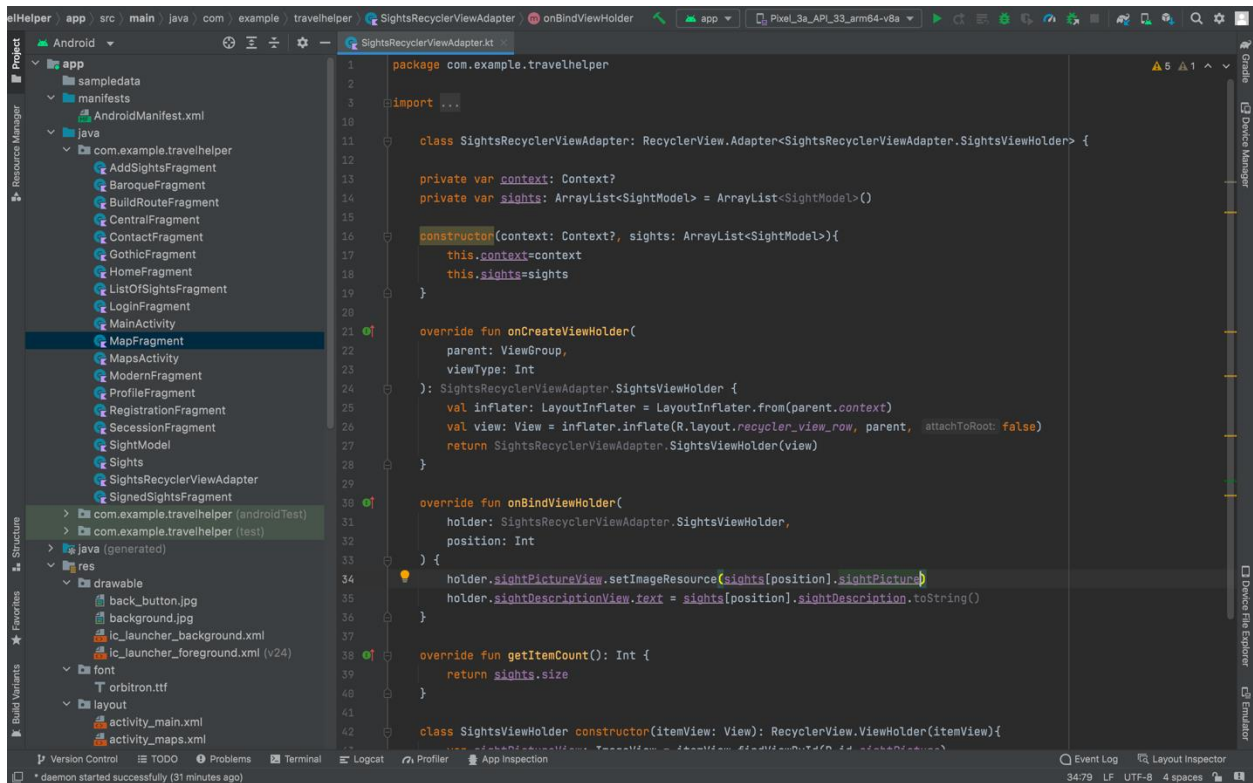 elHelper app src main java com example travelhelper SightsRecyclerViewAdapter onBindViewHolder app Pixel_3a_API_33_arm64-v8a
Android SightsRecyclerViewAdapter.kt
Project
Resource Manager
Structure
Favorites
Build Variants
app
sampledata
manifests
AndroidManifest.xml
java
com.example.travelhelper
AddSightsFragment
BaroqueFragment
BuildRouteFragment
CentralFragment
ContactFragment
GothicFragment
HomeFragment
ListOfSightsFragment
LoginFragment
MainActivity
MapFragment
MapsActivity
ModernFragment
ProfileFragment
RegistrationFragment
SecessionFragment
SightModel
Sights
SightsRecyclerViewAdapter
SignedSightsFragment
com.example.travelhelper (androidTest)
com.example.travelhelper (test)
java (generated)
res
drawable
back_button.jpg
background.jpg
ic_launcher_background.xml
ic_launcher_foreground.xml (v24)
font
orbitron.ttf
layout
activity_main.xml
activity_maps.xml
1 package com.example.travelhelper
2
3 import ...
10
11 class SightsRecyclerViewAdapter: RecyclerView.Adapter<SightsRecyclerViewAdapter.SightsViewHolder> {
12
13 private var context: Context?
14 private var sights: ArrayList<SightModel> = ArrayList<SightModel>()
15
16 constructor(context: Context?, sights: ArrayList<SightModel>){
17 this.context=context
18 this.sights=sights
19 }
20
21 override fun onCreateViewHolder(
22 parent: ViewGroup,
23 viewType: Int
24 ): SightsRecyclerViewAdapter.SightsViewHolder {
25 val inflater: LayoutInflater = LayoutInflater.from(parent.context)
26 val view: View = inflater.inflate(R.layout.recycler_view_row, parent, attachToRoot: false)
27 return SightsRecyclerViewAdapter.SightsViewHolder(view)
28 }
29
30 override fun onBindViewHolder(
31 holder: SightsRecyclerViewAdapter.SightsViewHolder,
32 position: Int
33 ) {
34 holder.sightPictureView.setImageResource(sights[position].sightPicture)
35 holder.sightDescriptionView.text = sights[position].sightDescription.toString()
36 }
37
38 override fun getItemCount(): Int {
39 return sights.size
40 }
41
42 class SightsViewHolder constructor(itemView: View): RecyclerView.ViewHolder(itemView){
5 1
Gradle
Device Manager
Device File Explorer
Emulator
Version Control TODO Problems Terminal Logcat Profiler App Inspection Event Log Layout Inspector
* daemon started successfully (31 minutes ago) 34:79 LF UTF-8 4 spaces